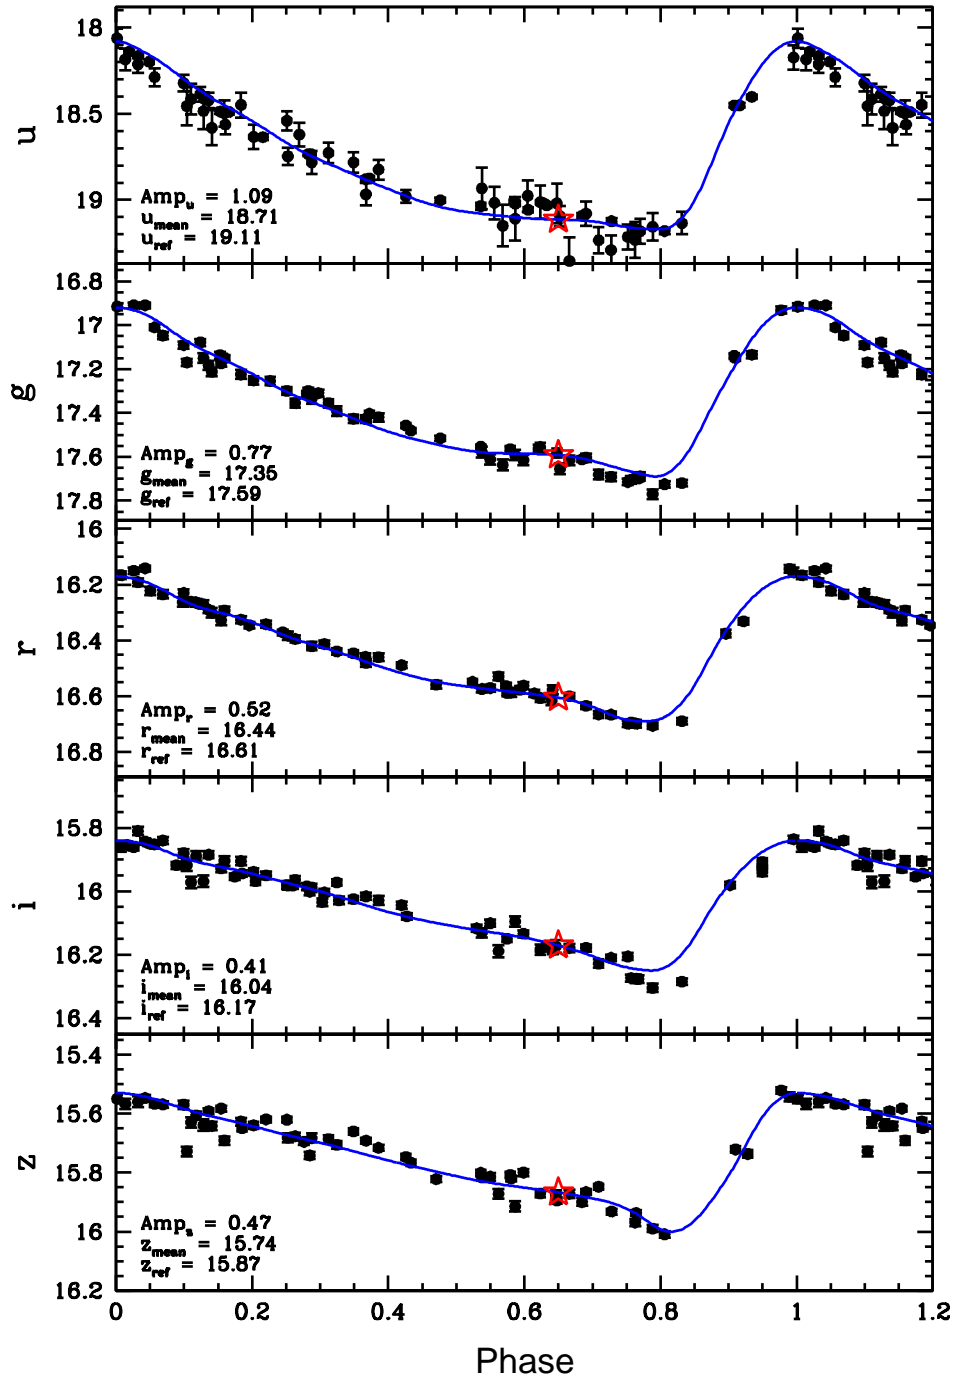 18
18.5
19
u
Amp_u = 1.09
u_mean = 18.71
u_ref = 19.11
16.8
17
17.2
17.4
17.6
17.8
g
Amp_g = 0.77
g_mean = 17.35
g_ref = 17.59
16
16.2
16.4
16.6
16.8
r
Amp_r = 0.52
r_mean = 16.44
r_ref = 16.61
15.8
16
16.2
16.4
i
Amp_i = 0.41
i_mean = 16.04
i_ref = 16.17
15.4
15.6
15.8
16
16.2
z
Amp_z = 0.47
z_mean = 15.74
z_ref = 15.87
0 0.2 0.4 0.6 0.8 1 1.2
Phase